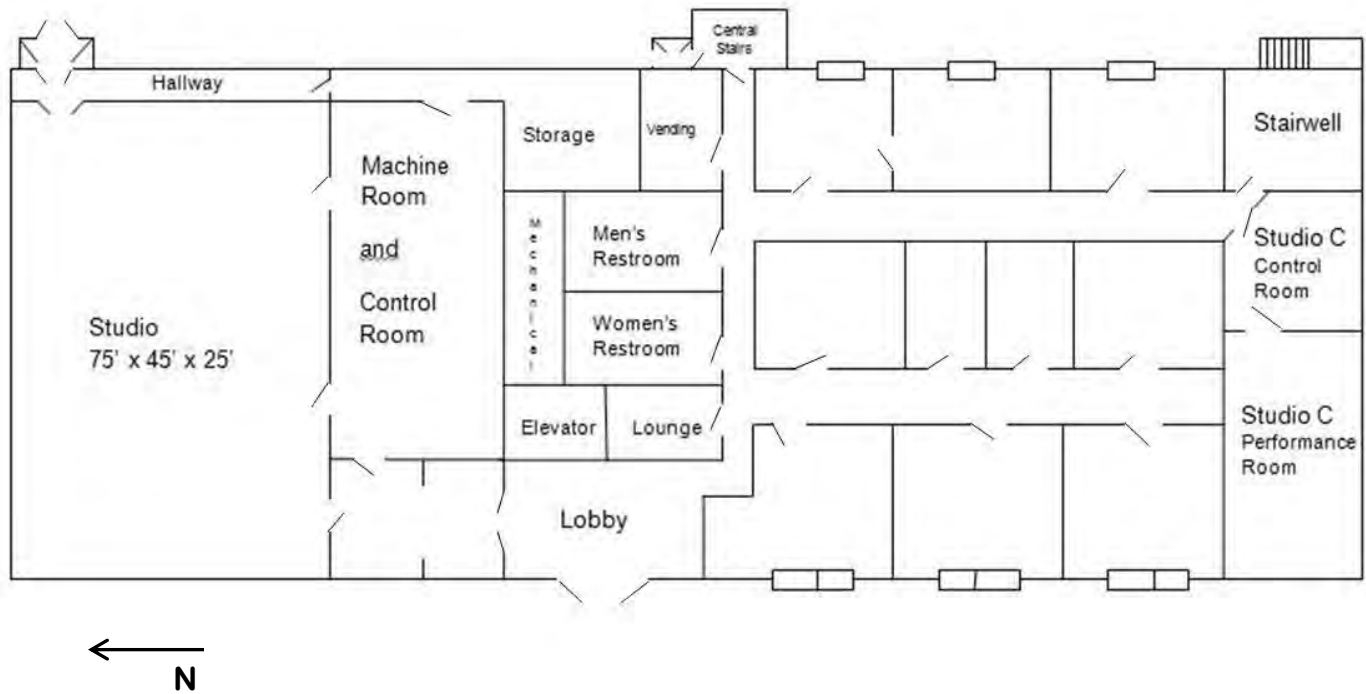 Central
Stairs
Hallway
Storage
Vending
Stairwell
Machine
Room
and
Control
Room
Mechanical
Men's
Restroom
Studio C
Control
Room
Studio
75' x 45' x 25'
Women's
Restroom
Elevator
Lounge
Studio C
Performance
Room
Lobby
N